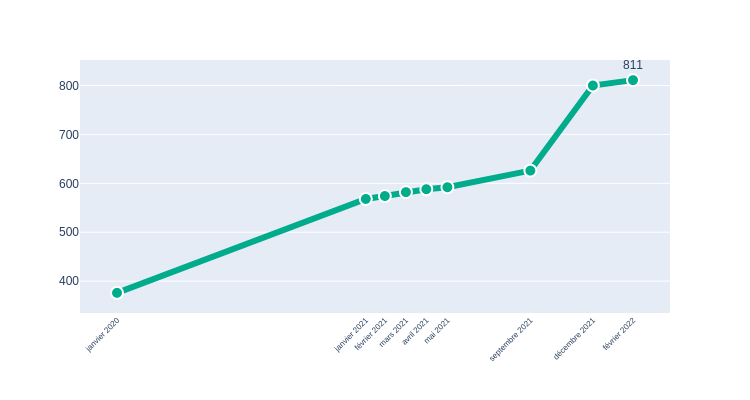 811
800
700
600
500
400
janvier 2020
janvier 2021
février 2021
mars 2021
avril 2021
mai 2021
septembre 2021
décembre 2021
février 2022